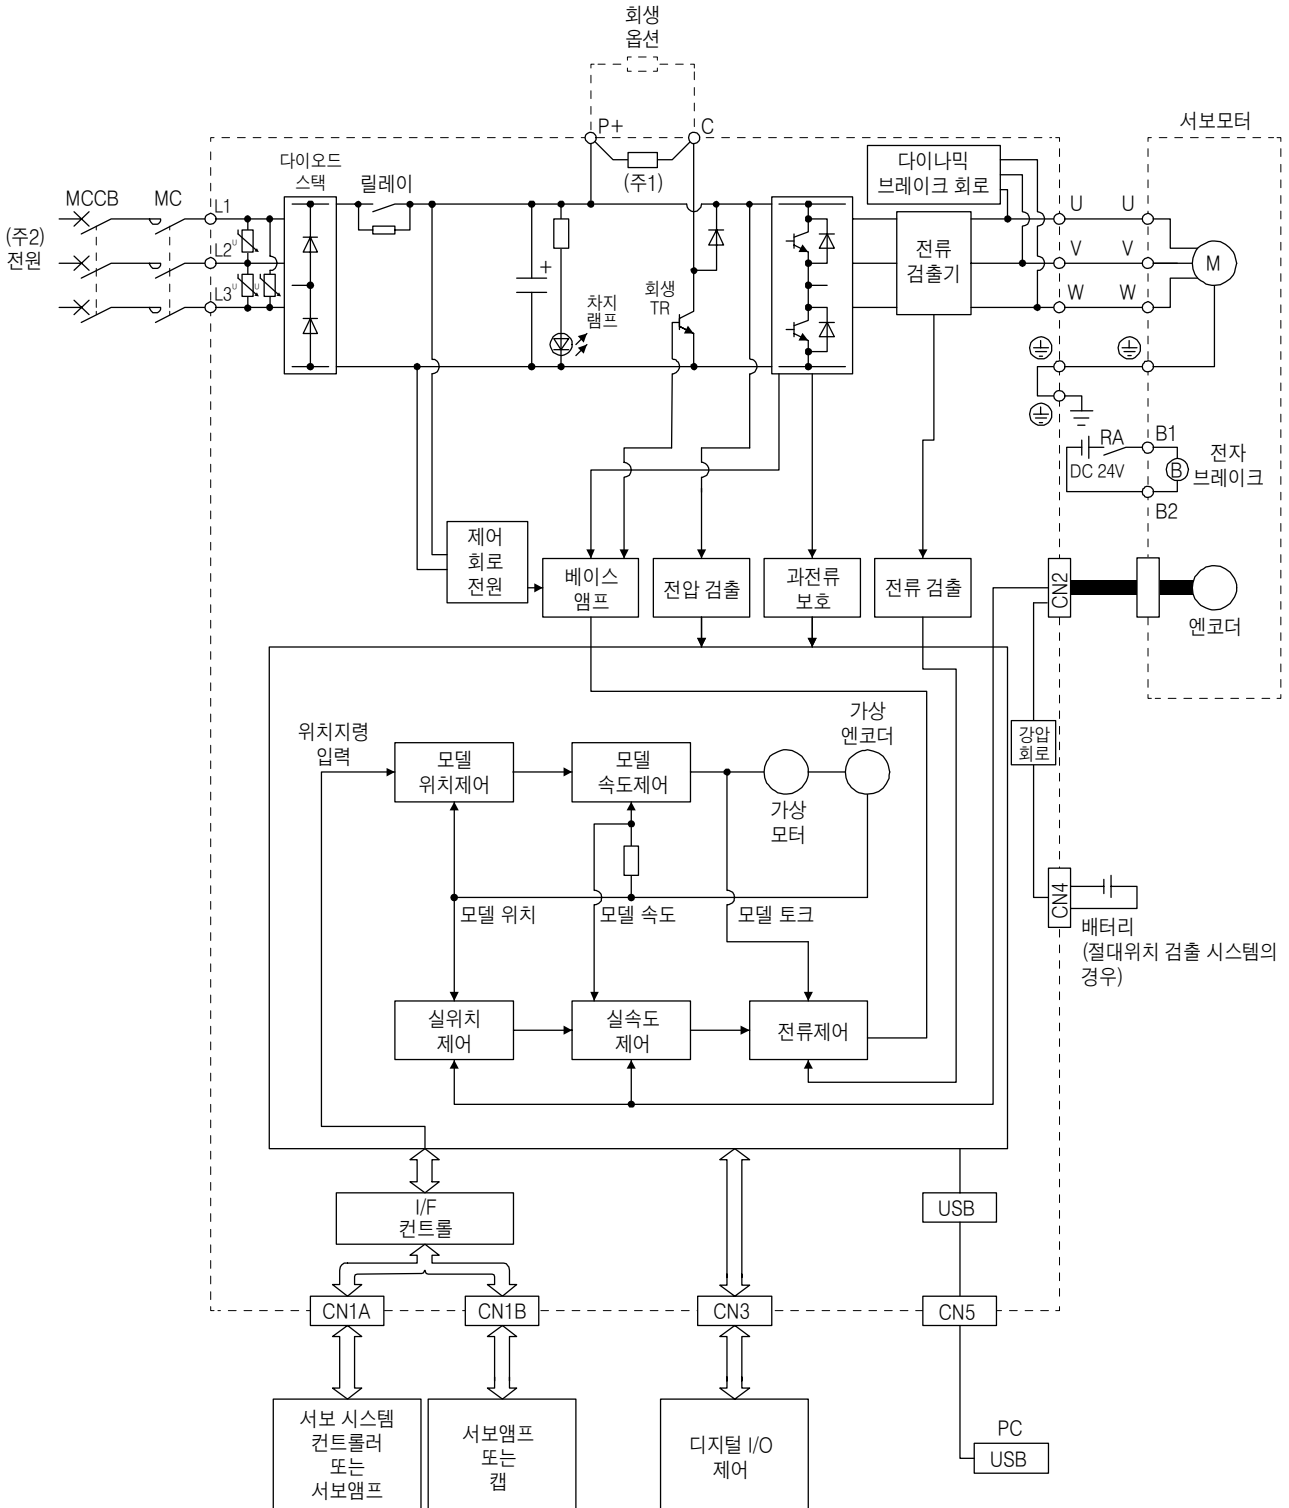 회생
옵션
P+
C
(주1)
서보모터
다이오드
스택
릴레이
다이나믹
브레이크 회로
MCCB
MC
L1
L2
L3
(주2)
전원
U
U
U
차지
램프
회생
TR
전류
검출기
U
U
V
V
W
W
M
RA
DC 24V
B1
B
B2
전자
브레이크
제어
회로
전원
베이스
앰프
전압 검출
과전류
보호
전류 검출
CN2
엔코더
위치지령
입력
모델
위치제어
모델
속도제어
가상
엔코더
가상
모터
강압
회로
모델 위치
모델 속도
모델 토크
CN4
배터리
(절대위치 검출 시스템의
경우)
실위치
제어
실속도
제어
전류제어
I/F
컨트롤
USB
CN1A
CN1B
CN3
CN5
서보 시스템
컨트롤러
또는
서보앰프
서보앰프
또는
캡
디지털 I/O
제어
PC
USB